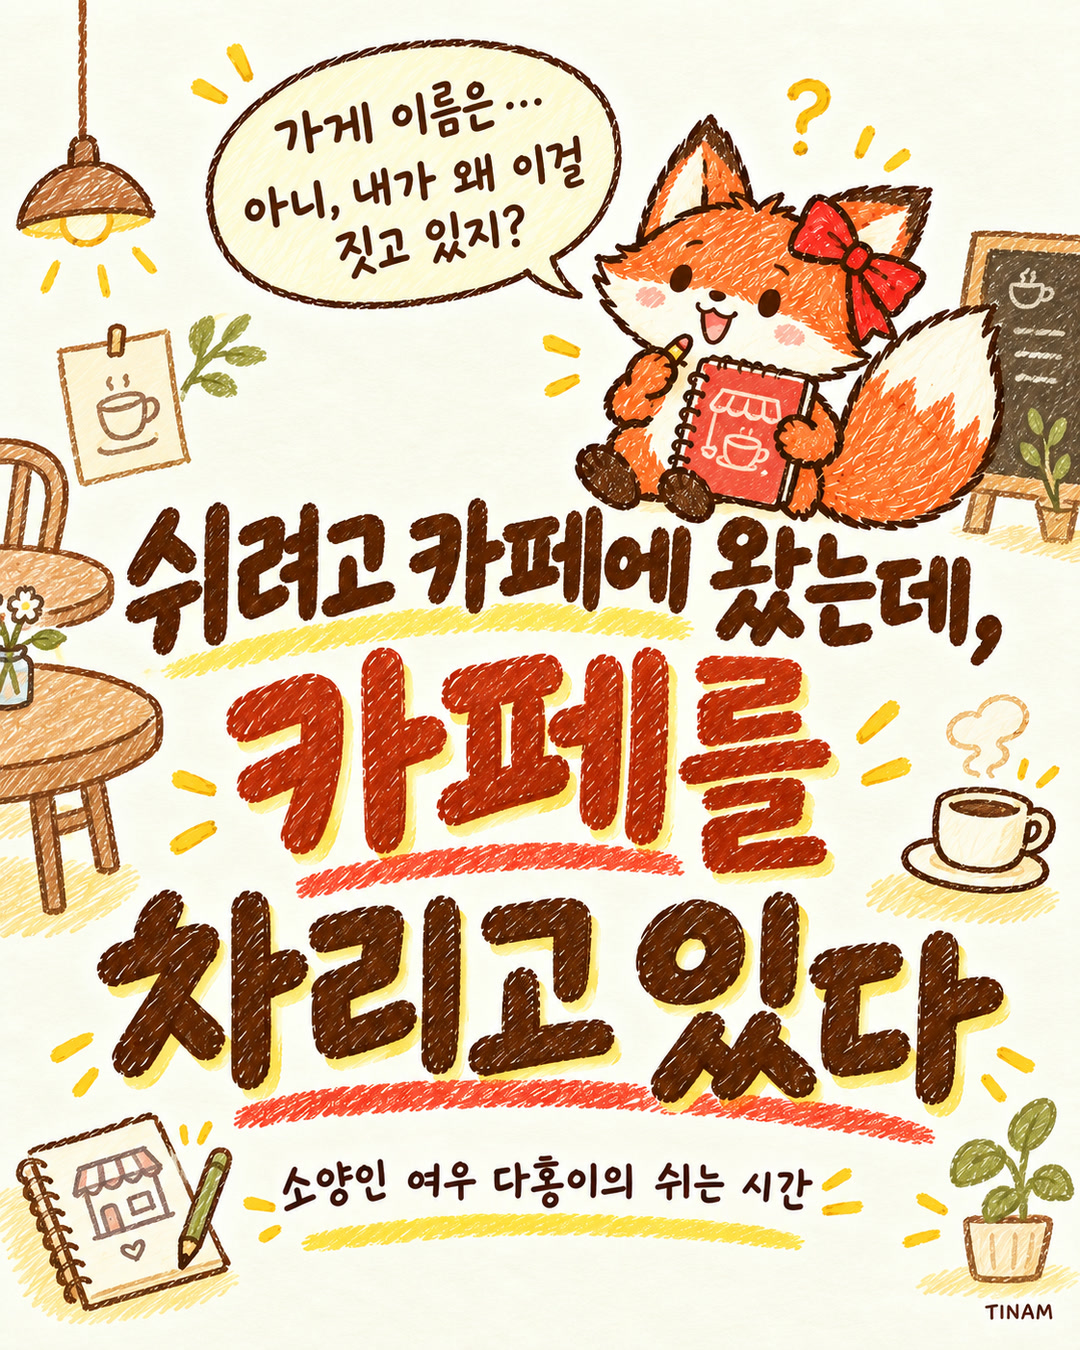 가게 이름은...
아니, 내가 왜 이걸
짓고 있지?
?
쉬려고 카페에 왔는데,
카페를
차리고 있다
소양인 여우 다홍이의 쉬는 시간
TINAM